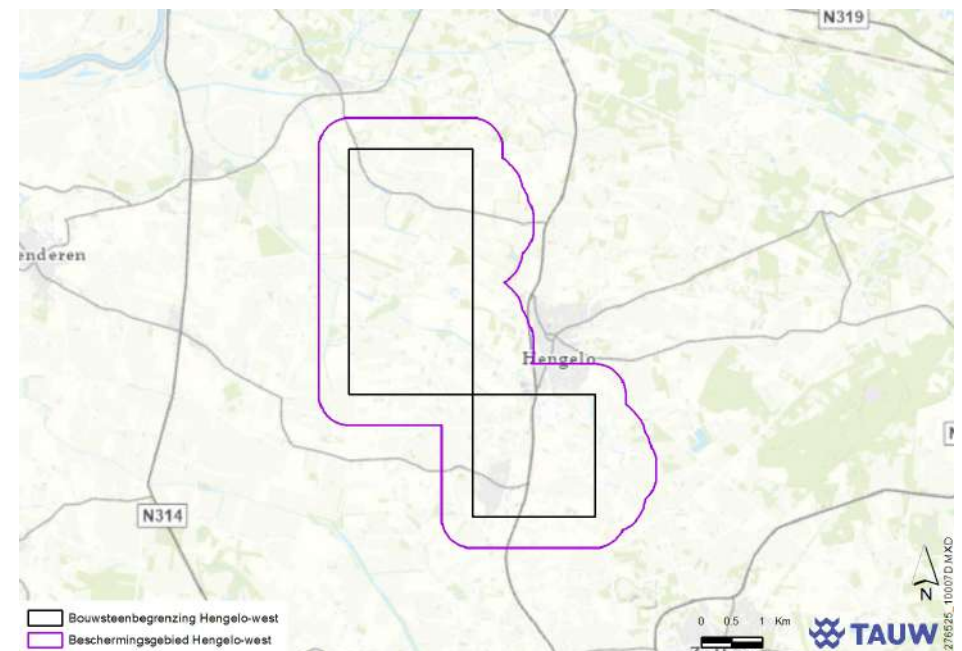 N319
enderen
Hengelo
N314
N
Bouwsteenbegrenzing Hengelo-west
Beschermingsgebied Hengelo-west
0 0.5 1 Km
N
TAUW
276525_10007D.MXD